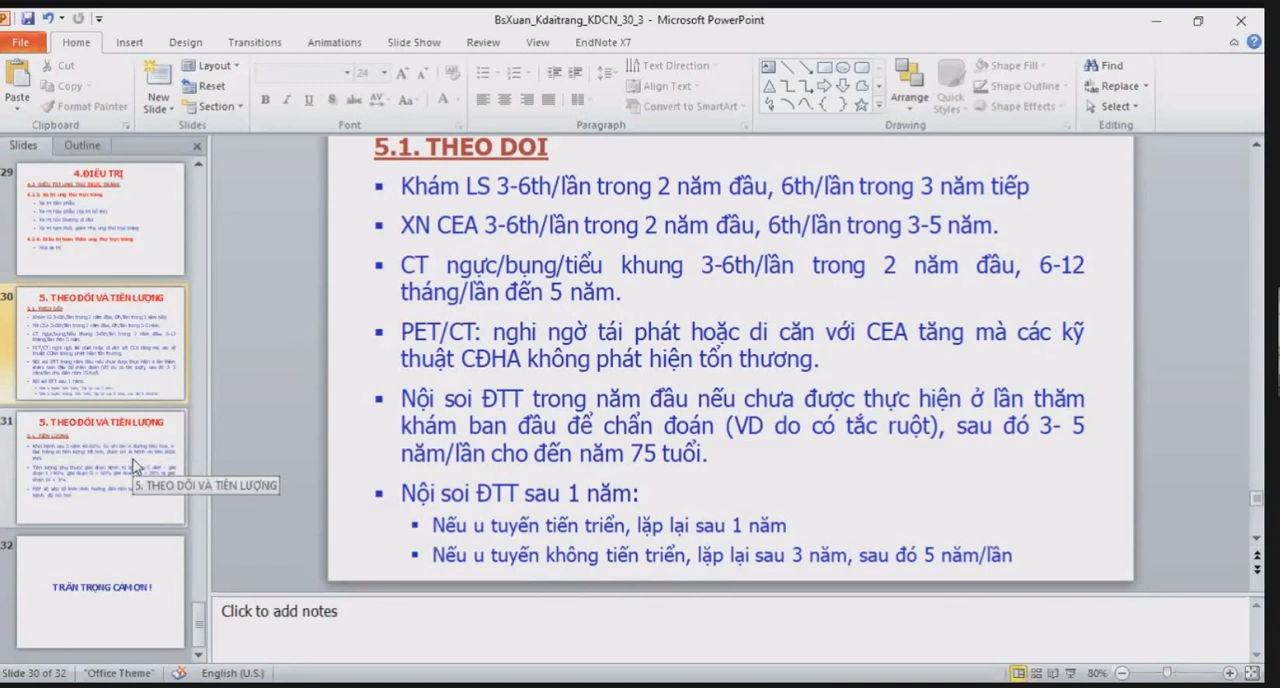 BsXuan_Kdaitrang_KDCN_30_3 - Microsoft PowerPoint
File Home Insert Design Transitions Animations Slide Show Review View EndNote X7
Paste
Cut
Copy
Format Painter
Clipboard
New Slide
Layout
Reset
Section
Slides
24
Font
Text Direction
Align Text
Convert to SmartArt
Paragraph
Arrange
Quick Styles
Shape Fill
Shape Outline
Shape Effects
Drawing
Find
Replace
Select
Editing
Slides Outline
29
4.ĐIỀU TRỊ
30
5. THEO DÕI VÀ TIÊN LƯỢNG
31
5. THEO DÕI VÀ TIÊN LƯỢNG
5. THEO DÕI VÀ TIÊN LƯỢNG
32
TRÂN TRỌNG CÁM ƠN !
5.1. THEO DOI
▪ Khám LS 3-6th/lần trong 2 năm đầu, 6th/lần trong 3 năm tiếp
▪ XN CEA 3-6th/lần trong 2 năm đầu, 6th/lần trong 3-5 năm.
▪ CT ngực/bụng/tiểu khung 3-6th/lần trong 2 năm đầu, 6-12
tháng/lần đến 5 năm.
▪ PET/CT: nghi ngờ tái phát hoặc di căn với CEA tăng mà các kỹ
thuật CĐHA không phát hiện tổn thương.
▪ Nội soi ĐTT trong năm đầu nếu chưa được thực hiện ở lần thăm
khám ban đầu để chẩn đoán (VD do có tắc ruột), sau đó 3- 5
năm/lần cho đến năm 75 tuổi.
▪ Nội soi ĐTT sau 1 năm:
▪ Nếu u tuyến tiến triển, lặp lại sau 1 năm
▪ Nếu u tuyến không tiến triển, lặp lại sau 3 năm, sau đó 5 năm/lần
Click to add notes
Slide 30 of 32 "Office Theme" English (U.S.) 80%